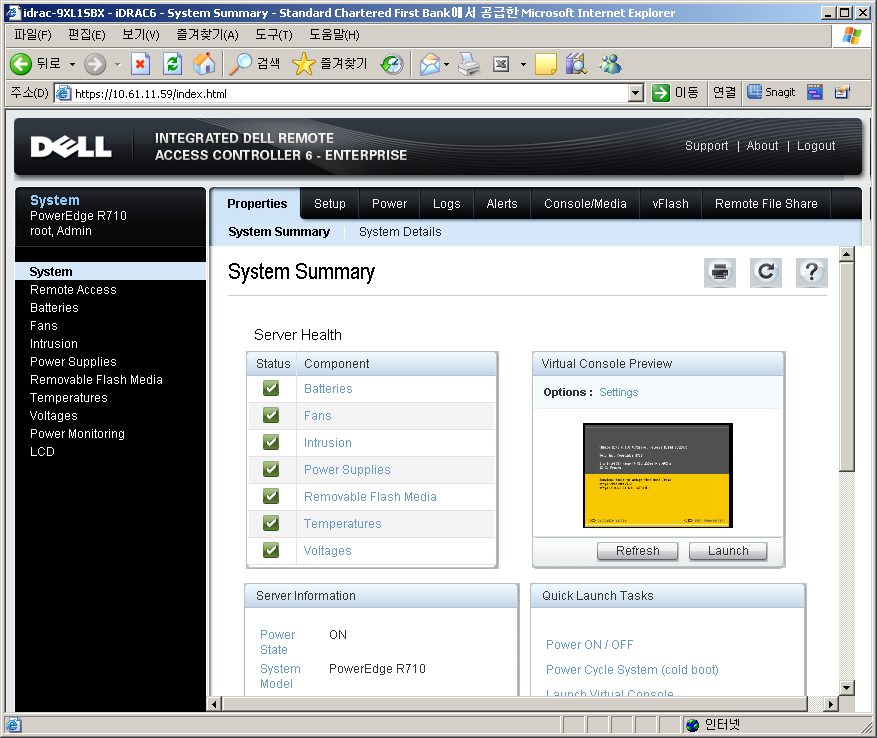 idrac-9XL1SBX - iDRAC6 - System Summary - Standard Chartered First Bank에서 공급한 Microsoft Internet Explorer
파일(F) 편집(E) 보기(V) 즐겨찾기(A) 도구(T) 도움말(H)
뒤로 검색 즐겨찾기
주소(D) https://10.61.11.59/index.html 이동 연결 Snagit
DELL
INTEGRATED DELL REMOTE
ACCESS CONTROLLER 6 - ENTERPRISE
Support | About | Logout
System
PowerEdge R710
root, Admin
System
Remote Access
Batteries
Fans
Intrusion
Power Supplies
Removable Flash Media
Temperatures
Voltages
Power Monitoring
LCD
Properties Setup Power Logs Alerts Console/Media vFlash Remote File Share
System Summary System Details
System Summary
Server Health
Status Component
Batteries
Fans
Intrusion
Power Supplies
Removable Flash Media
Temperatures
Voltages
Virtual Console Preview
Options : Settings
Refresh Launch
Server Information
Power State ON
System Model PowerEdge R710
Quick Launch Tasks
Power ON / OFF
Power Cycle System (cold boot)
Launch Virtual Console
인터넷